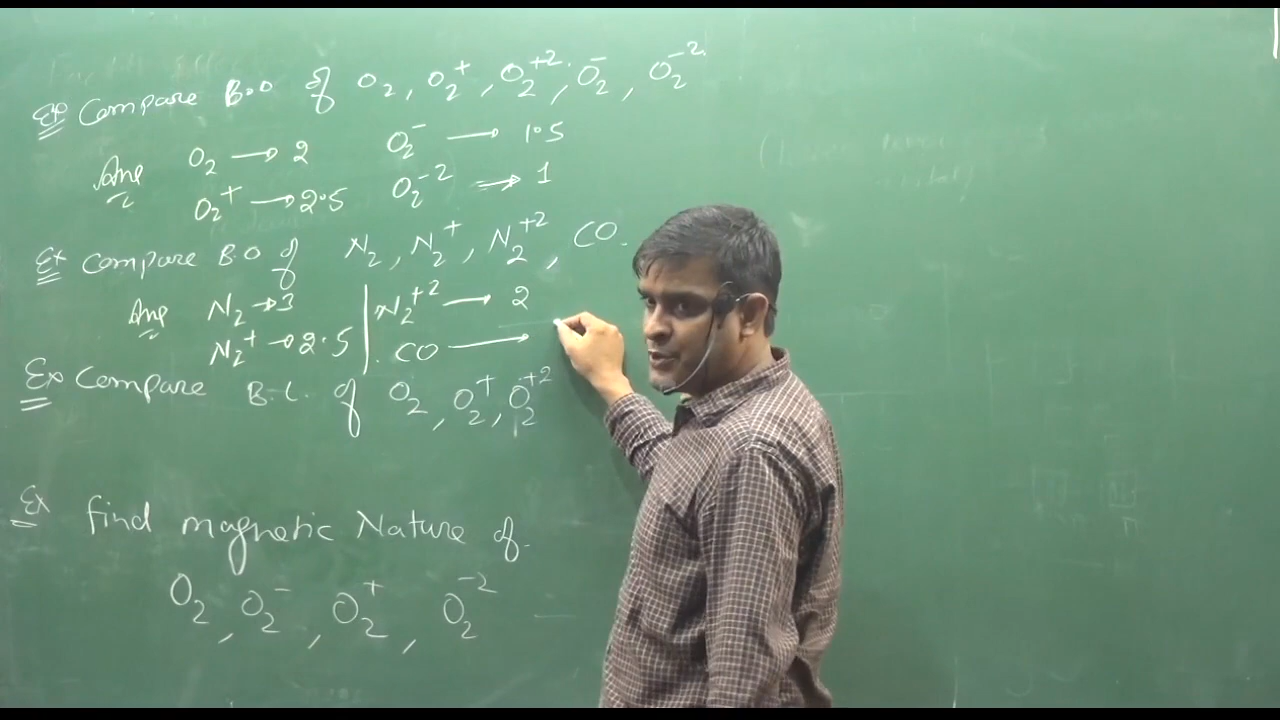 Ex Compare B.O of O₂, O₂⁺, O₂⁺², O₂⁻, O₂⁻².
Ans O₂ → 2 O₂⁻ → 1.5
O₂⁺ → 2.5 O₂⁻² → 1
Ex Compare B.O of N₂, N₂⁺, N₂⁺², CO.
Ans N₂ → 3 | N₂⁺² → 2
N₂⁺ → 2.5 | CO →
Ex Compare B.L. of O₂, O₂⁺, O₂⁺²
Ex find magnetic Nature of
O₂, O₂⁻, O₂⁺, O₂⁻²